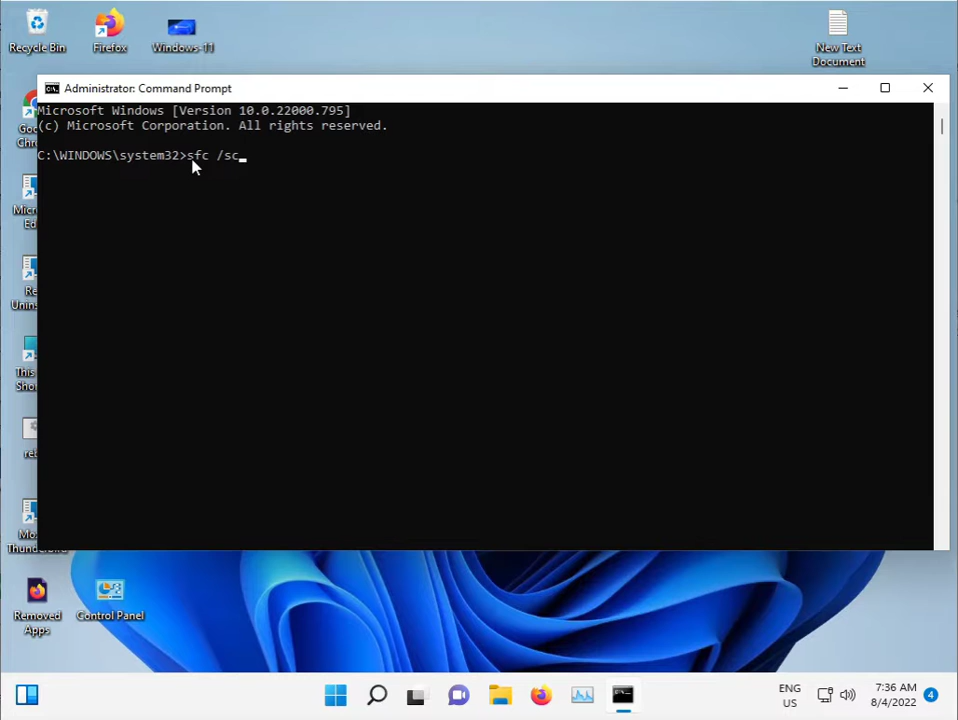 Recycle Bin
Firefox
Windows-11
New Text
Document
Administrator: Command Prompt
Microsoft Windows [Version 10.0.22000.795]
(c) Microsoft Corporation. All rights reserved.
C:\WINDOWS\system32>sfc /sc
Removed
Apps
Control Panel
ENG
US
7:36 AM
8/4/2022
4